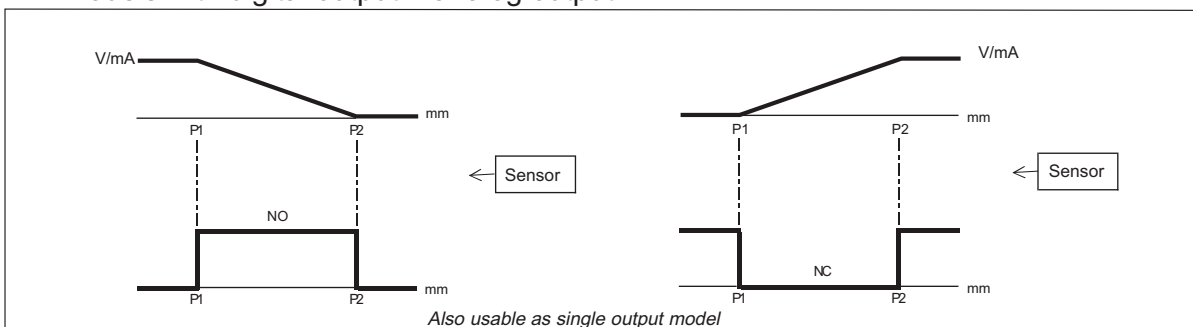 V/mA
V/mA
mm
mm
P1
P2
P1
P2
Sensor
Sensor
NO
NC
mm
mm
P1
P2
P1
P2
Also usable as single output model